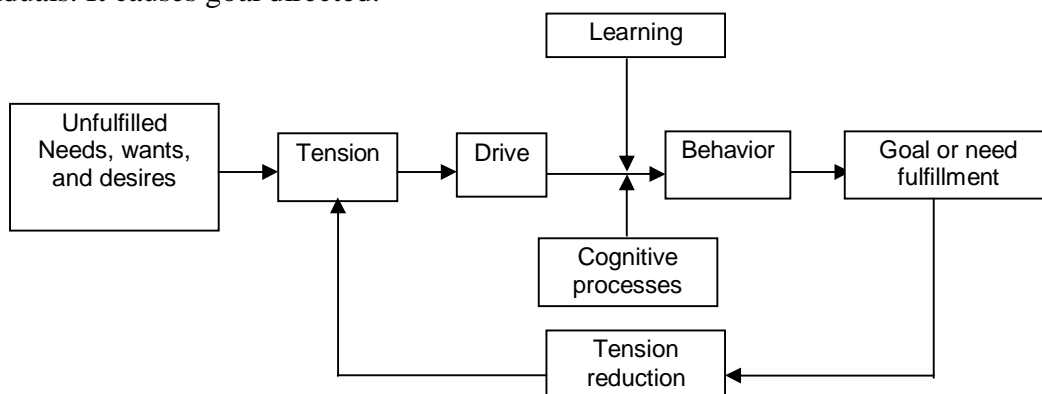 It causes goal directed.
Learning
Unfulfilled
Needs, wants,
and desires
Tension
Drive
Behavior
Goal or need
fulfillment
Cognitive
processes
Tension
reduction